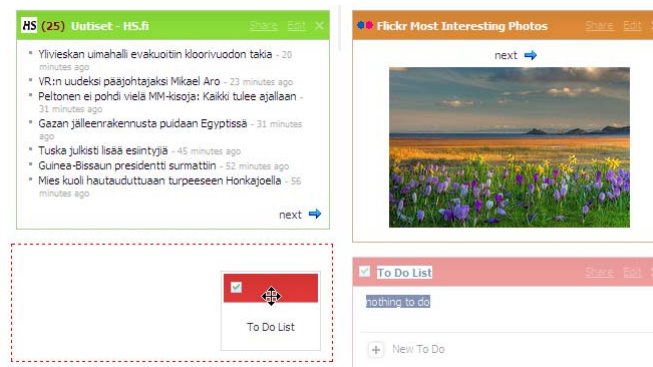 HS (25) Uutiset - HS.fi Share Edit
Ylivieskan uimahalli evakuoitiin kloorivuodon takia - 20
minutes ago
VR:n uudeksi pääjohtajaksi Mikael Aro - 23 minutes ago
Peltonen ei pohdi vielä MM-kisoja: Kaikki tulee ajallaan -
31 minutes ago
Gazan jälleenrakennusta puidaan Egyptissä - 31 minutes
ago
Tuska julkisti lisää esiintyjiä - 45 minutes ago
Guinea-Bissaun presidentti surmattiin - 52 minutes ago
Mies kuoli hautauduttuaan turpeeseen Honkajoella - 56
minutes ago
next
Flickr Most Interesting Photos Share Edit
next
To Do List
To Do List Share Edit
nothing to do
New To Do